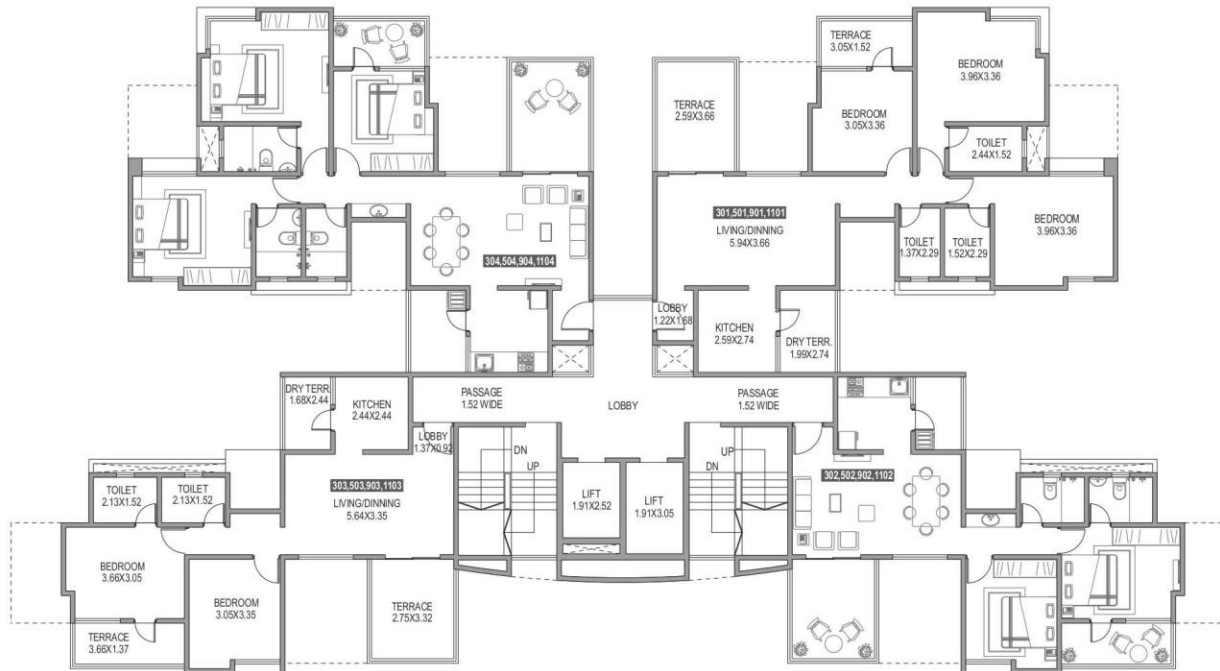 TERRACE
3.05X1.52
BEDROOM
3.96X3.36
TERRACE
2.59X3.66
BEDROOM
3.05X3.36
TOILET
2.44X1.52
301,501,901,1101
LIVING/DINNING
5.94X3.66
BEDROOM
3.96X3.36
TOILET
1.37X2.29
TOILET
1.52X2.29
304,504,904,1104
LOBBY
1.22X1.68
KITCHEN
2.59X2.74
DRY TERR.
1.99X2.74
DRY TERR.
1.68X2.44
KITCHEN
2.44X2.44
PASSAGE
1.52 WIDE
LOBBY
PASSAGE
1.52 WIDE
LOBBY
1.37X0.92
DN
UP
UP
DN
303,503,903,1103
LIVING/DINNING
5.64X3.35
302,502,902,1102
TOILET
2.13X1.52
TOILET
2.13X1.52
LIFT
1.91X2.52
LIFT
1.91X3.05
BEDROOM
3.66X3.05
BEDROOM
3.05X3.35
TERRACE
2.75X3.32
TERRACE
3.66X1.37